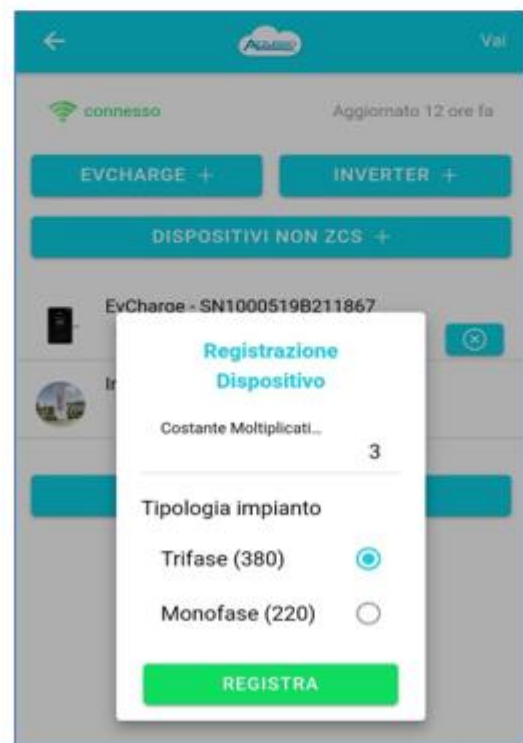 Vai
connesso
Aggiornato 12 ore fa
EVCHARGE +
INVERTER +
DISPOSITIVI NON ZCS +
EvCharge - SN1000519B211867
Registrazione
Dispositivo
Costante Moltiplicati...
3
Tipologia impianto
Trifase (380)
Monofase (220)
REGISTRA